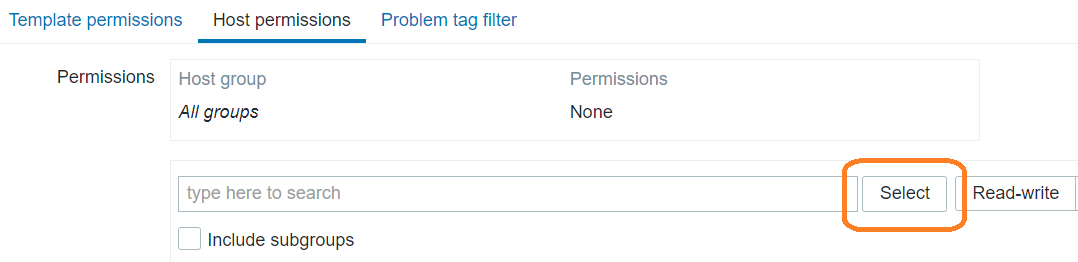 Template permissions Host permissions Problem tag filter
Permissions Host group Permissions
All groups None
type here to search Select Read-write
Include subgroups